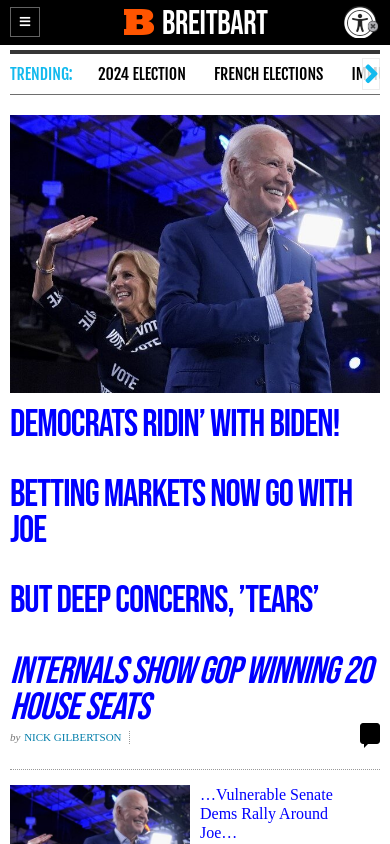 BREITBART
TRENDING: 2024 ELECTION FRENCH ELECTIONS
VOTE
VOTE
DEMOCRATS RIDIN’ WITH BIDEN!
BETTING MARKETS NOW GO WITH
JOE
BUT DEEP CONCERNS, ’TEARS’
INTERNALS SHOW GOP WINNING 20
HOUSE SEATS
by NICK GILBERTSON
…Vulnerable Senate
Dems Rally Around
Joe…